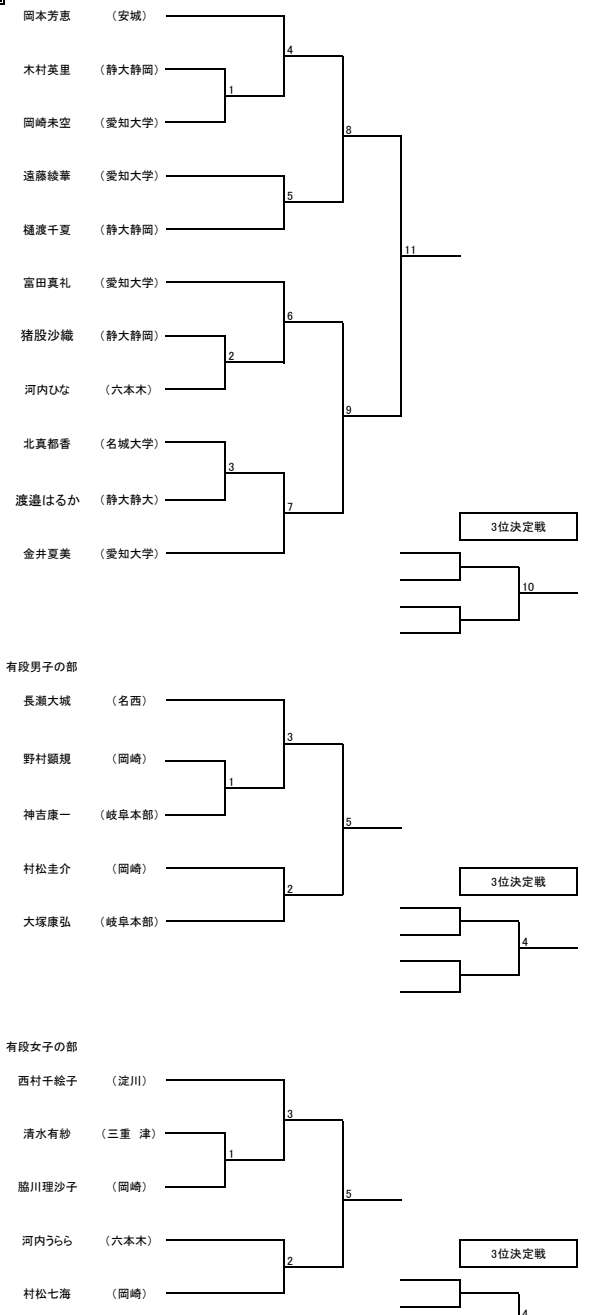 岡本芳恵 （安城）
4
木村英里 （静大静岡）
1
岡崎未空 （愛知大学）
8
遠藤綾華 （愛知大学）
5
樋渡千夏 （静大静岡）
11
富田真礼 （愛知大学）
6
猪股沙織 （静大静岡）
2
河内ひな （六本木）
9
北真都香 （名城大学）
3
渡邉はるか （静大静大）
7
3位決定戦
金井夏美 （愛知大学）
10
有段男子の部
長瀬大城 （名西）
3
野村顕規 （岡崎）
1
神吉康一 （岐阜本部）
5
村松圭介 （岡崎）
3位決定戦
2
大塚康弘 （岐阜本部）
4
有段女子の部
西村千絵子 （淀川）
3
清水有紗 （三重　津）
1
脇川理沙子 （岡崎）
5
河内うらら （六本木）
3位決定戦
2
村松七海 （岡崎）
4